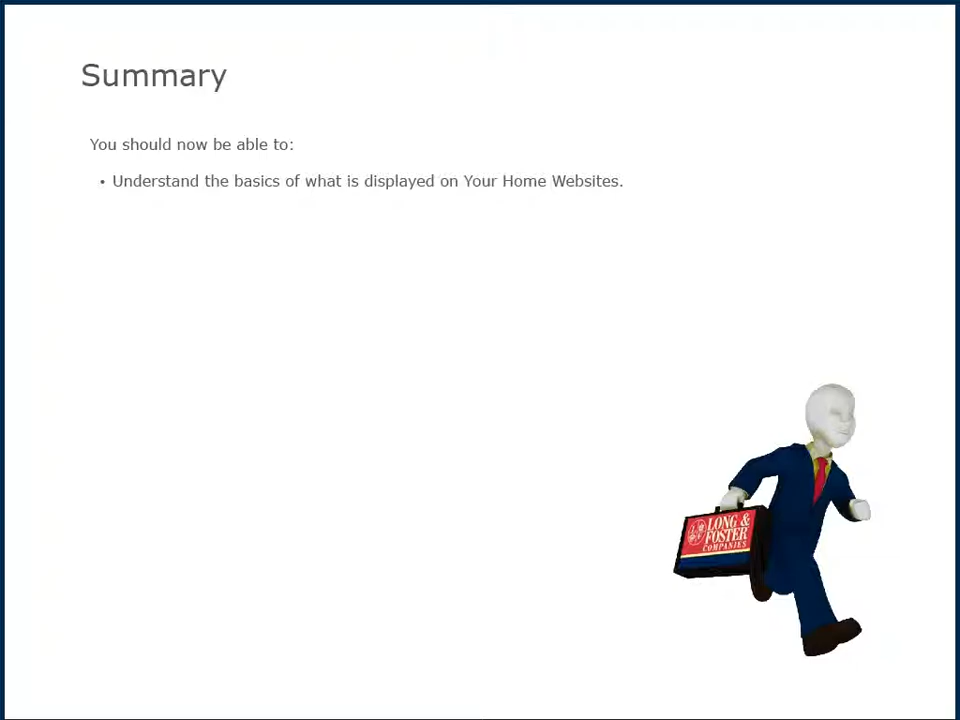 Summary
You should now be able to:
• Understand the basics of what is displayed on Your Home Websites.
LONG &
FOSTER
COMPANIES